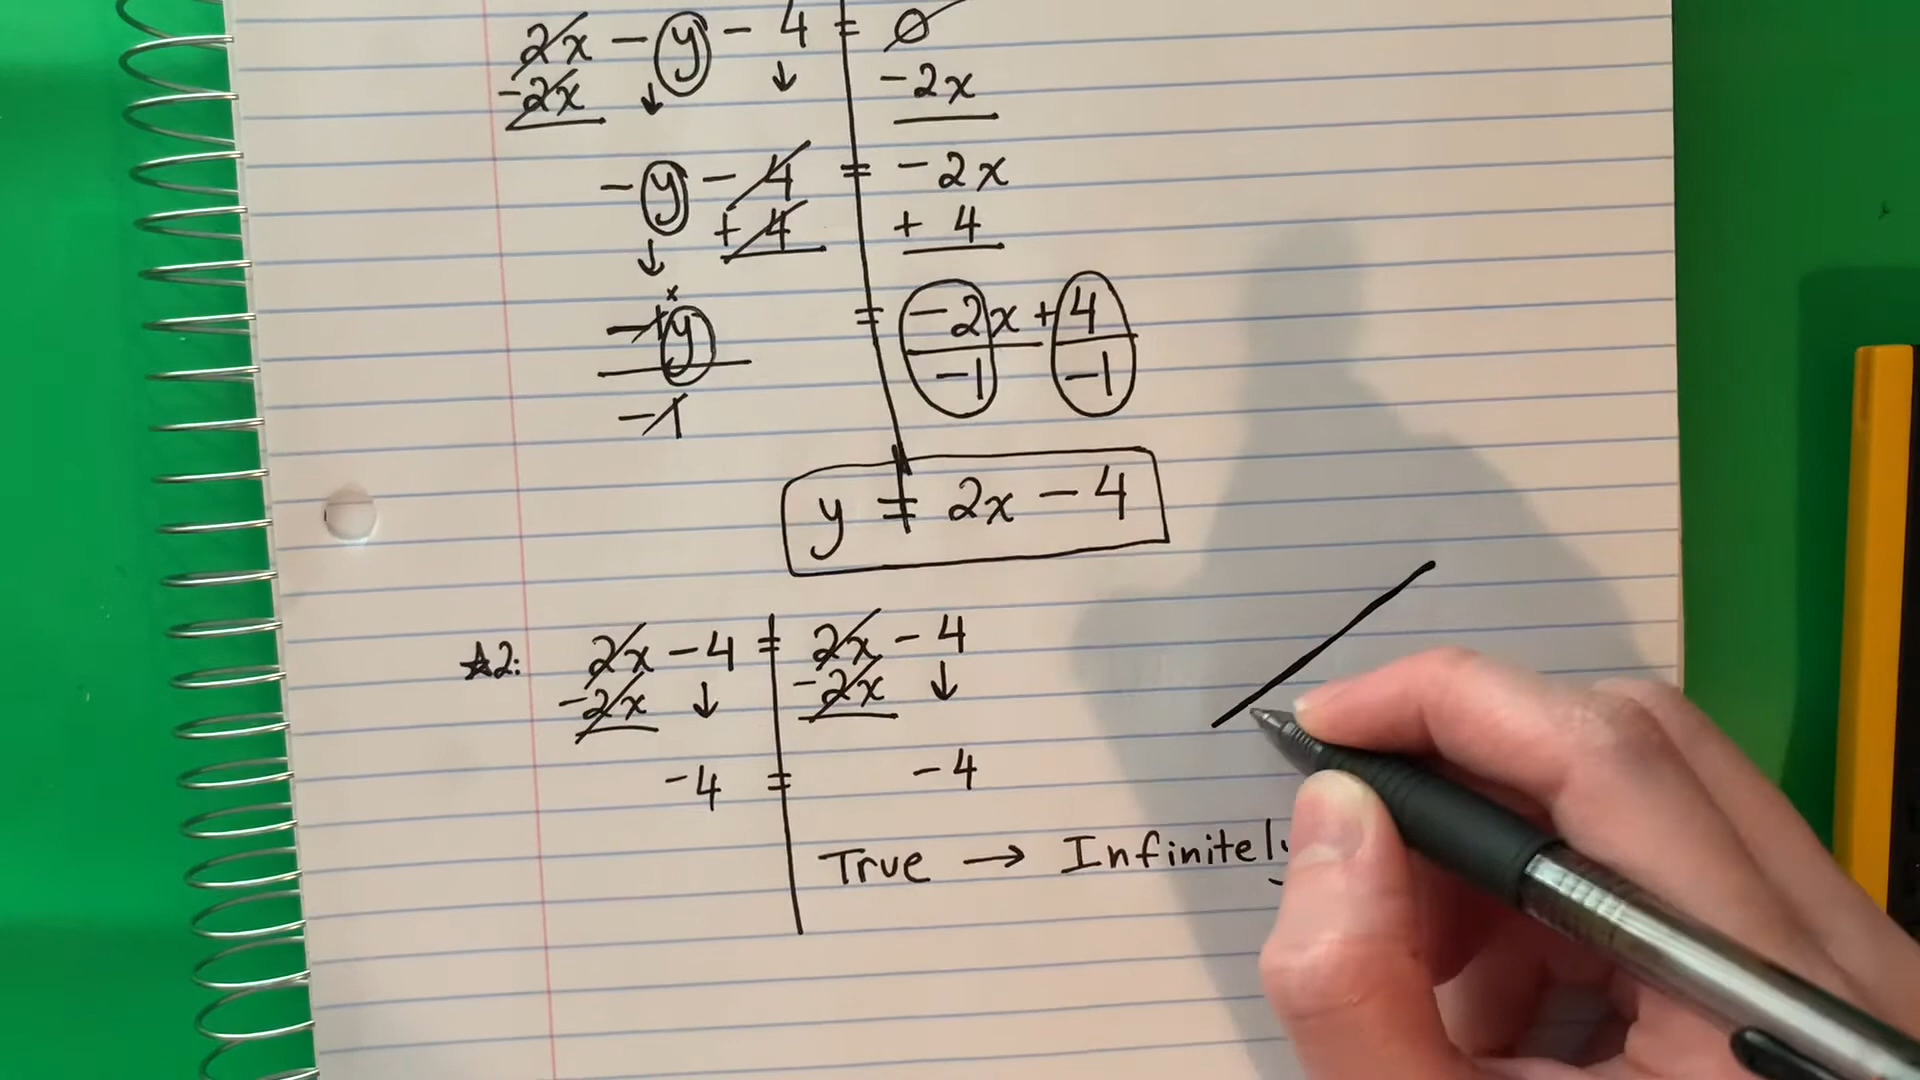 2x - y - 4 = 0
-2x ↓ ↓ -2x
-y - 4 = -2x
+ 4 + 4
↓
-1y = -2x + 4
-1 -1 -1
y = 2x - 4
☆2: 2x - 4 = 2x - 4
-2x ↓ -2x ↓
-4 = -4
True → Infinitely